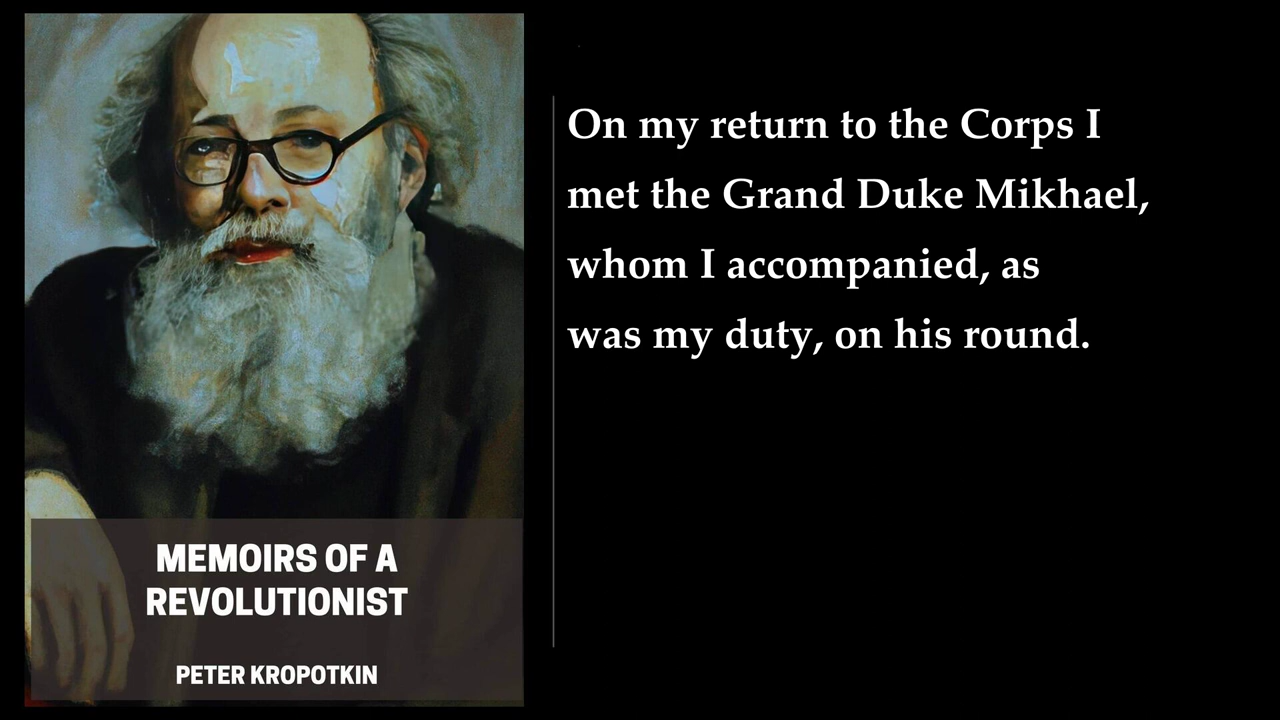 On my return to the Corps I
met the Grand Duke Mikhael,
whom I accompanied, as
was my duty, on his round.
MEMOIRS OF A
REVOLUTIONIST
PETER KROPOTKIN